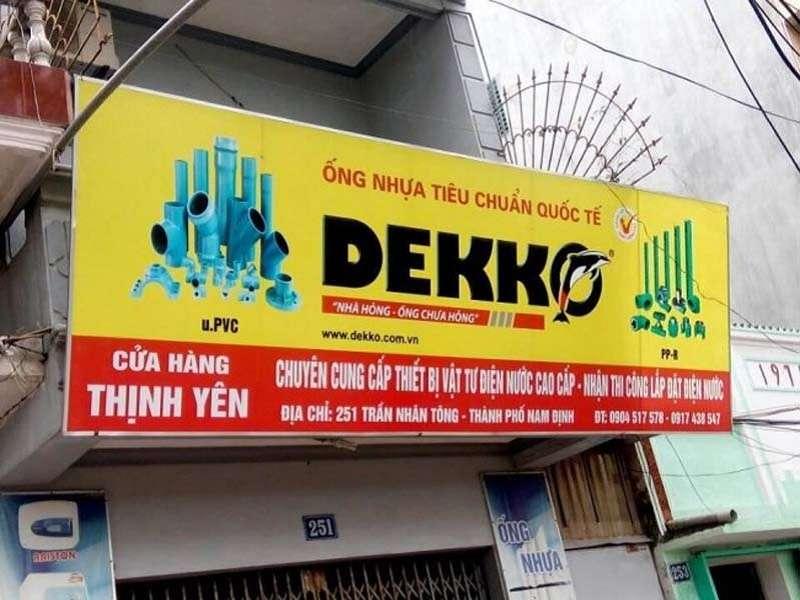 ỐNG NHỰA TIÊU CHUẨN QUỐC TẾ
DEKKO®
"NHÀ HỎNG - ỐNG CHƯA HỎNG"
www.dekko.com.vn
u.PVC
PP-R
CỬA HÀNG
THỊNH YÊN
CHUYÊN CUNG CẤP THIẾT BỊ VẬT TƯ ĐIỆN NƯỚC CAO CẤP - NHẬN THI CÔNG LẮP ĐẶT ĐIỆN NƯỚC
ĐỊA CHỈ: 251 TRẦN NHÂN TÔNG - THÀNH PHỐ NAM ĐỊNH ĐT: 0904 517 578 - 0917 438 547
251
ARISTON
ỐNG
NHỰA
253